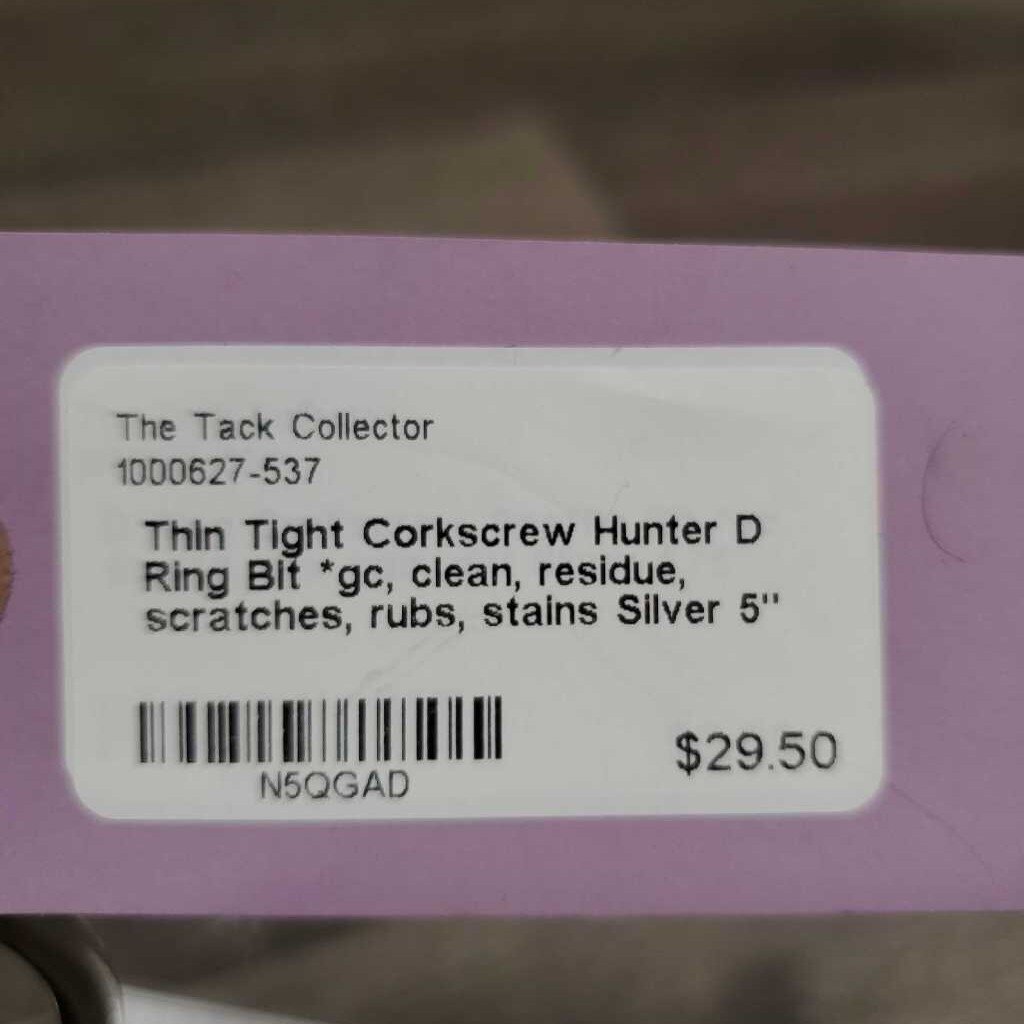 The Tack Collector
1000627-537
Thin Tight Corkscrew Hunter D
Ring Bit *gc, clean, residue,
scratches, rubs, stains Silver 5"
N5QGAD
$29.50